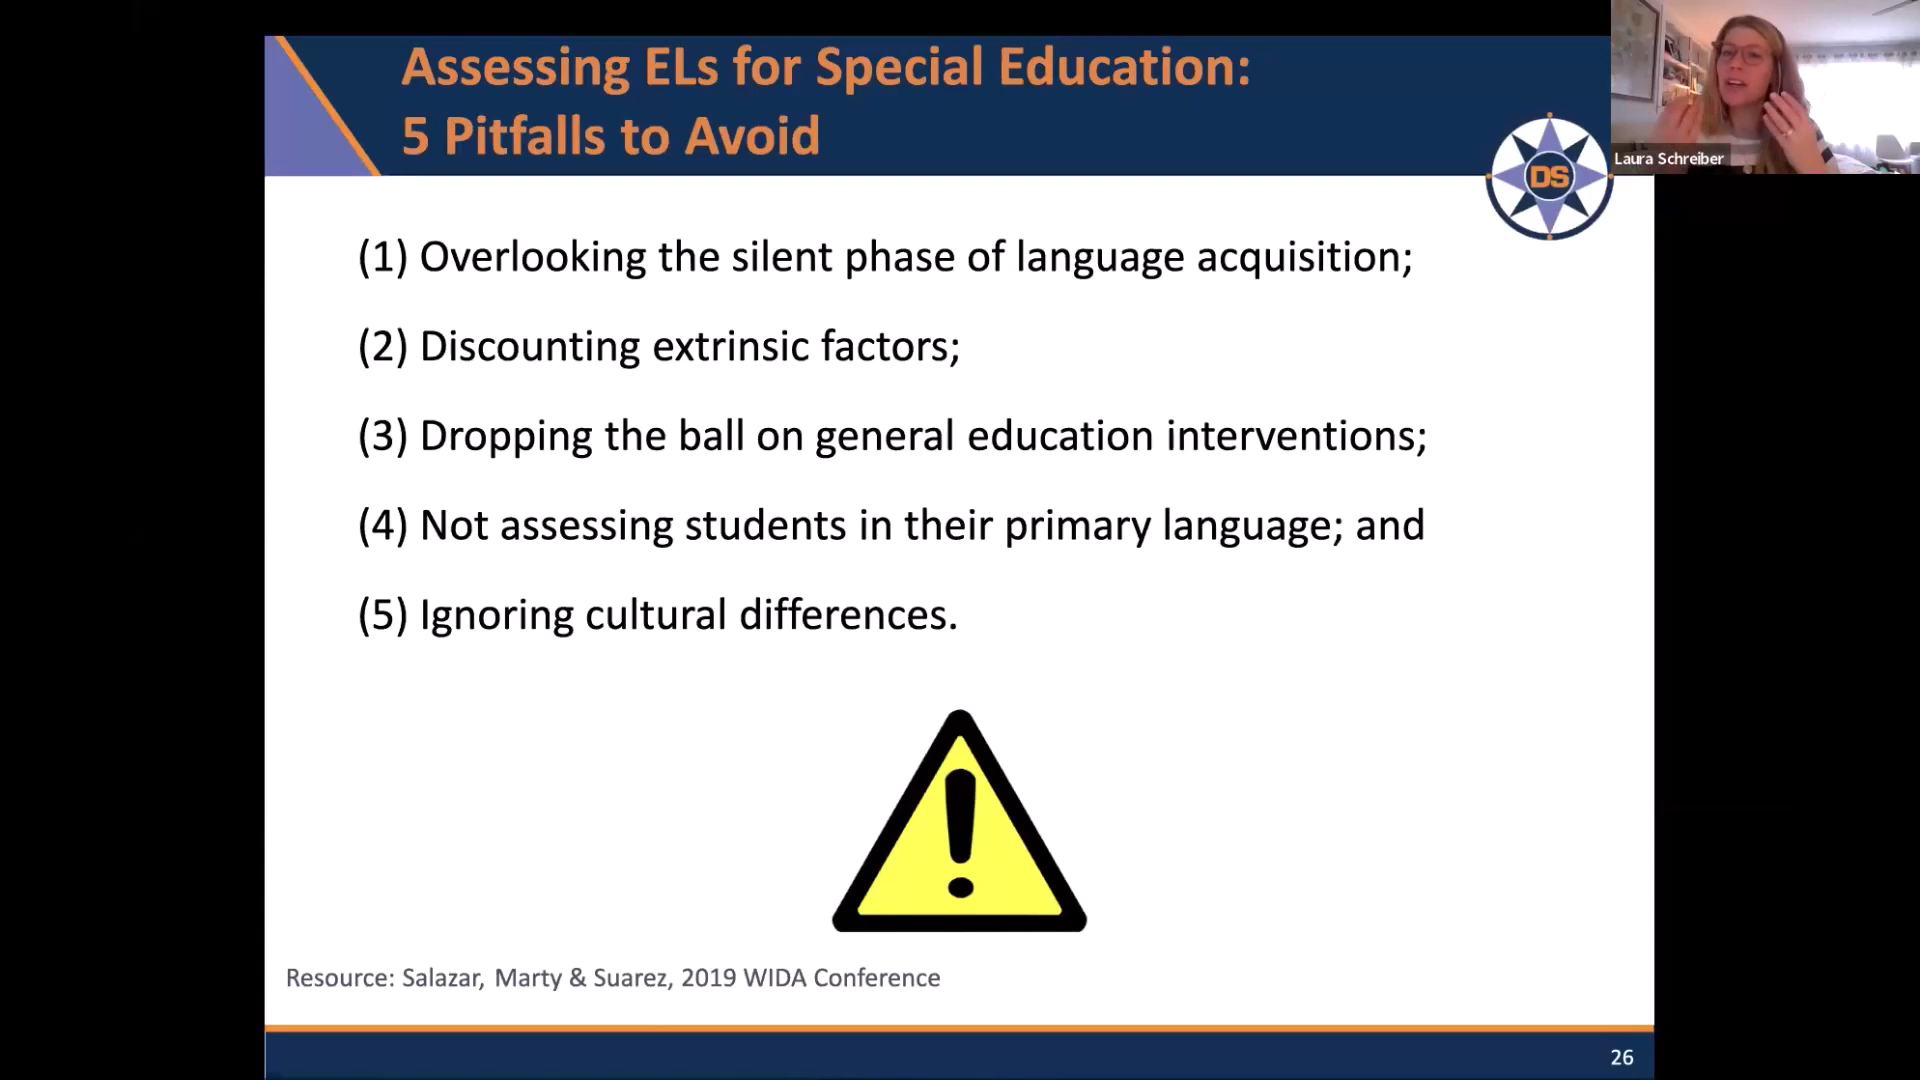 Assessing ELs for Special Education:
5 Pitfalls to Avoid
Laura Schreiber
DS
(1) Overlooking the silent phase of language acquisition;
(2) Discounting extrinsic factors;
(3) Dropping the ball on general education interventions;
(4) Not assessing students in their primary language; and
(5) Ignoring cultural differences.
Resource: Salazar, Marty & Suarez, 2019 WIDA Conference
26